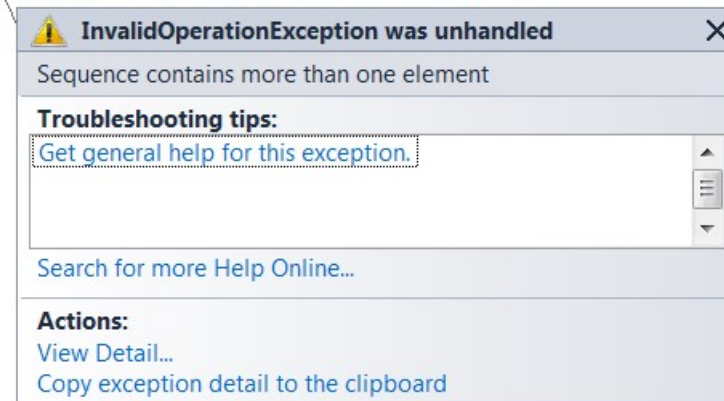 InvalidOperationException was unhandled
Sequence contains more than one element
Troubleshooting tips:
Get general help for this exception.
Search for more Help Online...
Actions:
View Detail...
Copy exception detail to the clipboard